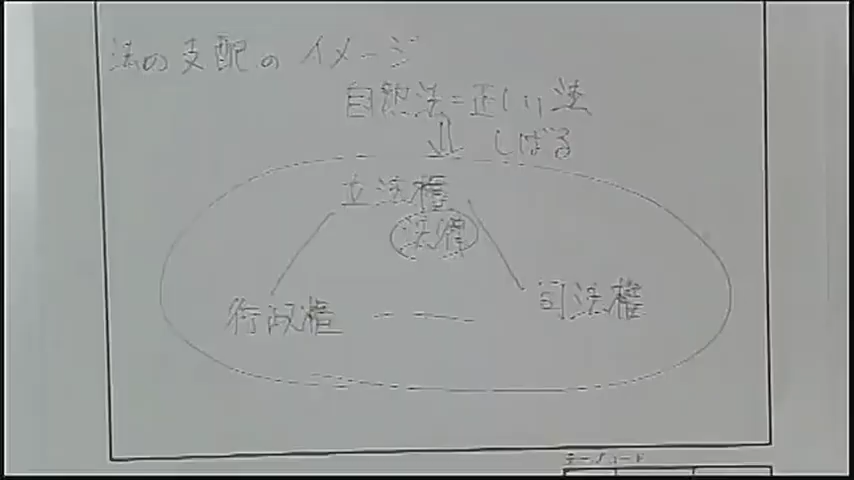 法の支配のイメージ
自然法=正しい法
⇓ しばる
立法権
法律
行政権
司法権